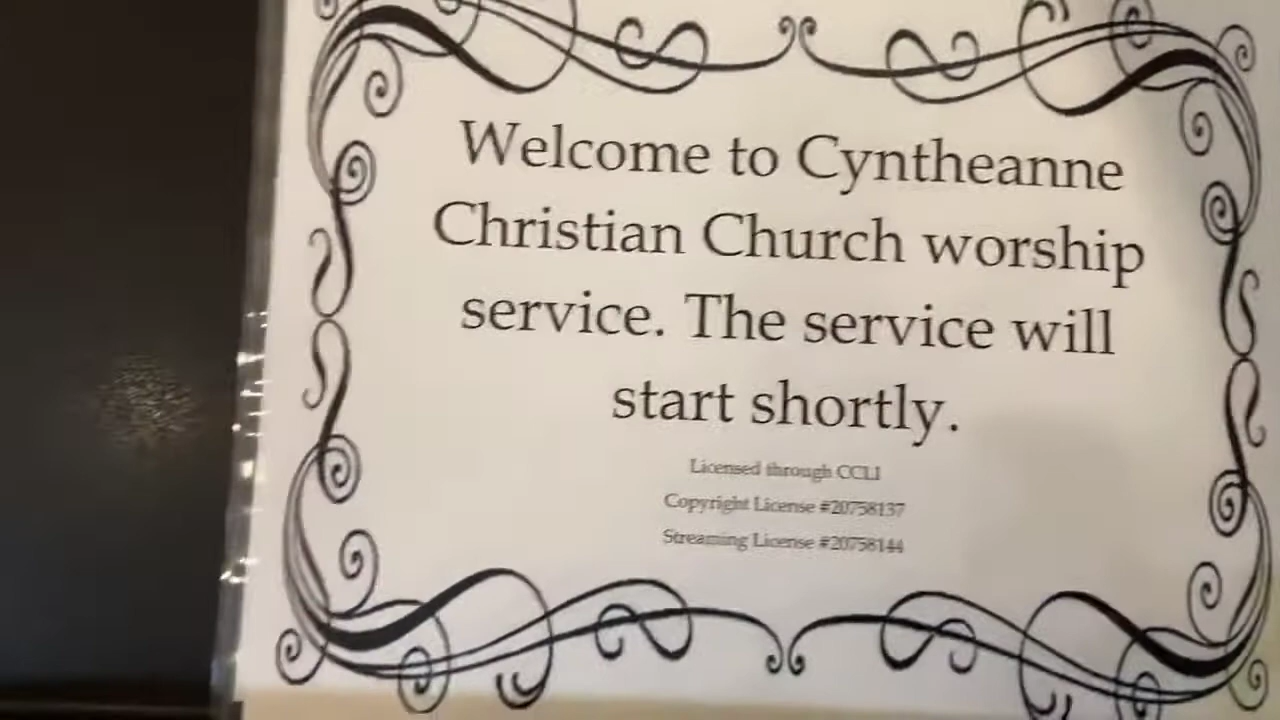 Welcome to Cyntheanne
Christian Church worship
service. The service will
start shortly.
Licensed through CCLI
Copyright License #20758137
Streaming License #20758144